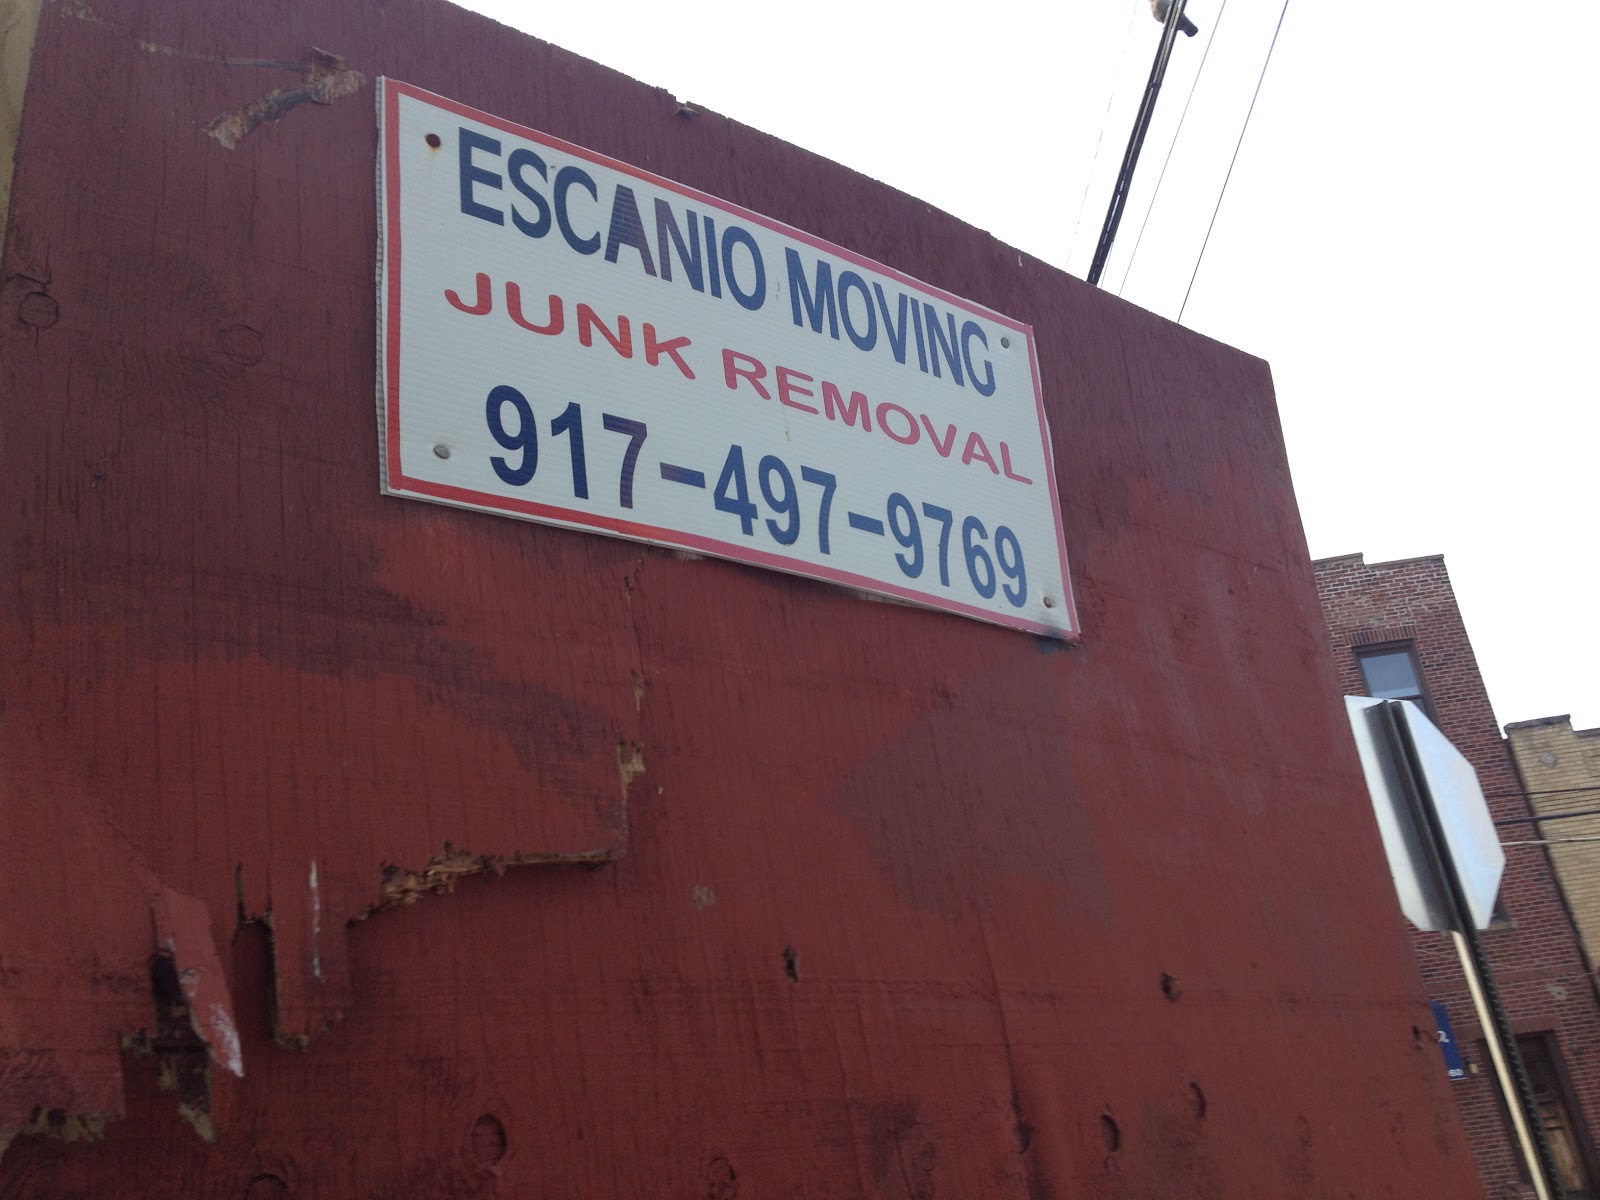 ESCANIO MOVING
JUNK REMOVAL
917-497-9769